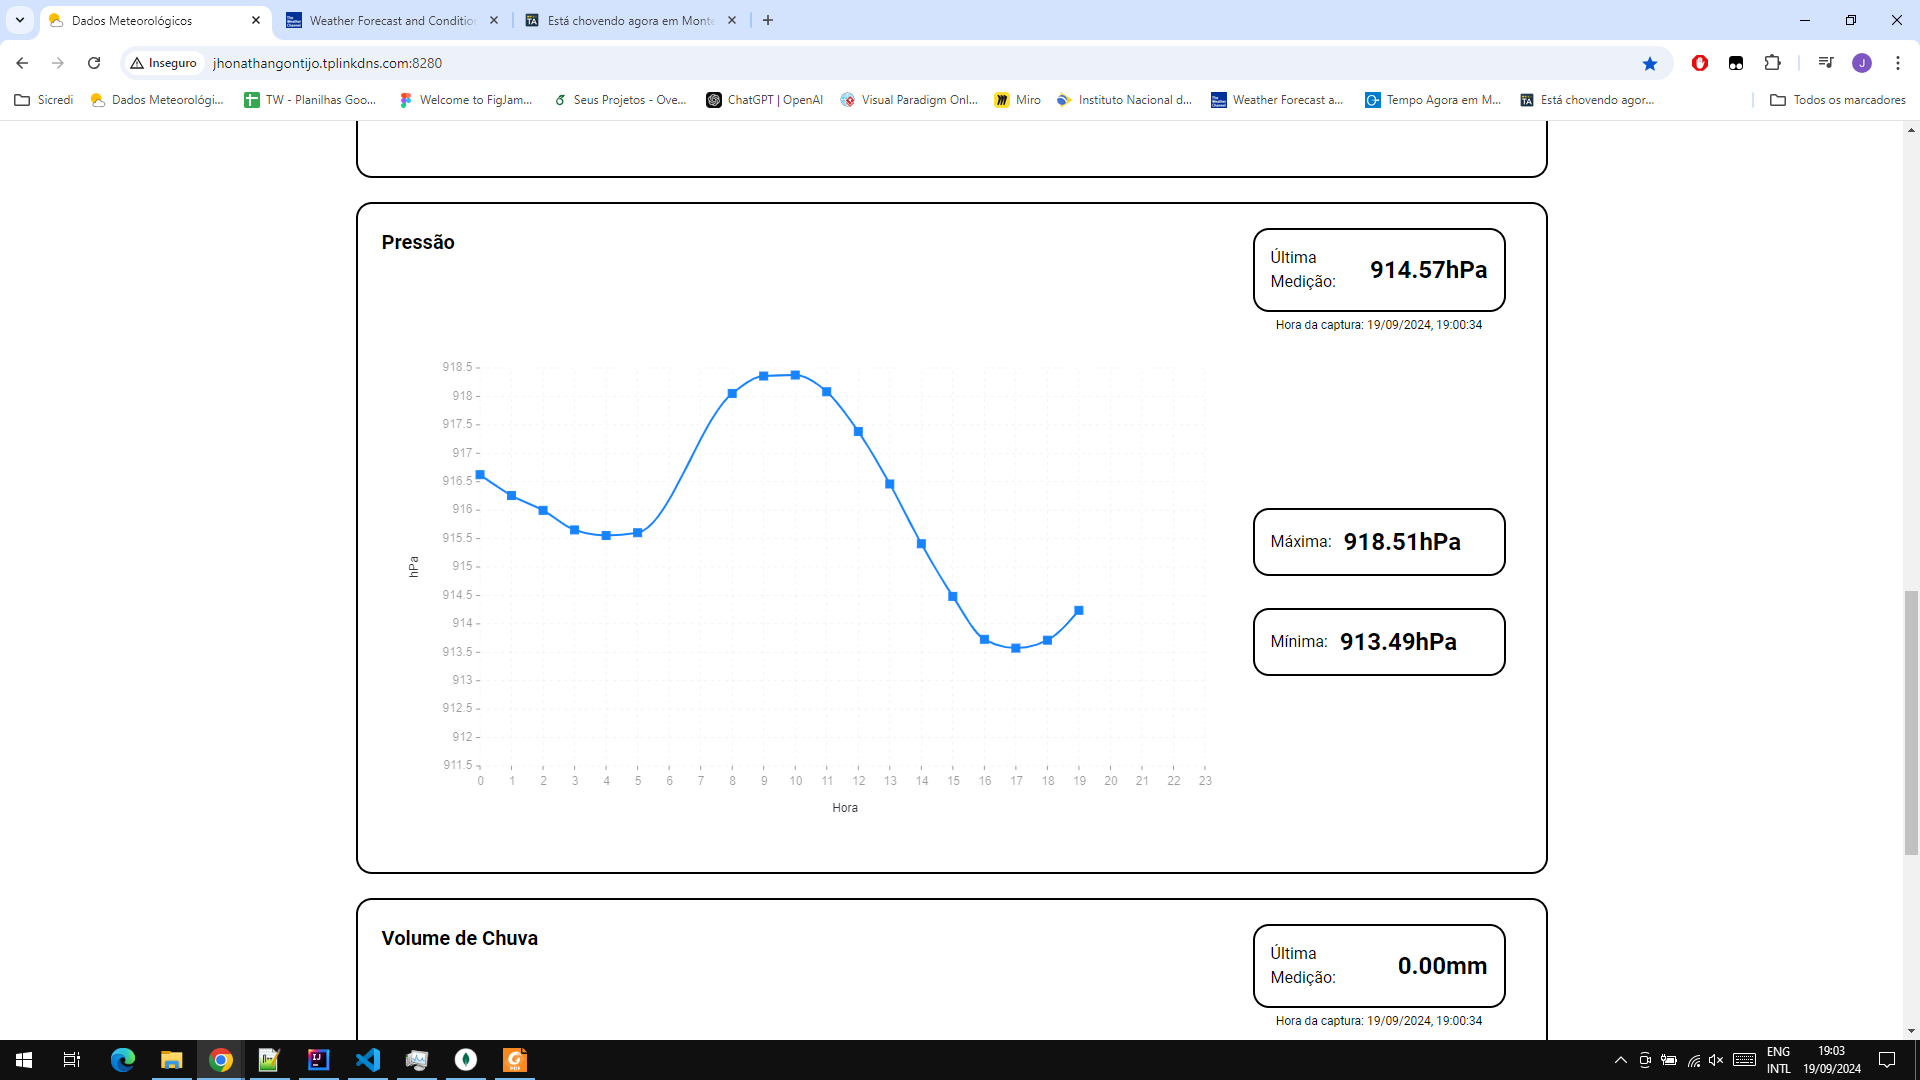 Dados Meteorológicos
Weather Forecast and Conditio
Está chovendo agora em Monte
Inseguro
jhonathangontijo.tplinkdns.com:8280
J
Sicredi
Dados Meteorológi...
TW - Planilhas Goo...
Welcome to FigJam...
Seus Projetos - Ove...
ChatGPT | OpenAI
Visual Paradigm Onl...
Miro
Instituto Nacional d...
Weather Forecast a...
Tempo Agora em M...
Está chovendo agor...
Todos os marcadores
Pressão
Última
Medição:
914.57hPa
Hora da captura: 19/09/2024, 19:00:34
918.5
918
917.5
917
916.5
916
915.5
915
914.5
914
913.5
913
912.5
912
911.5
hPa
0 1 2 3 4 5 6 7 8 9 10 11 12 13 14 15 16 17 18 19 20 21 22 23
Hora
Máxima: 918.51hPa
Mínima: 913.49hPa
Volume de Chuva
Última
Medição:
0.00mm
Hora da captura: 19/09/2024, 19:00:34
ENG
INTL
19:03
19/09/2024